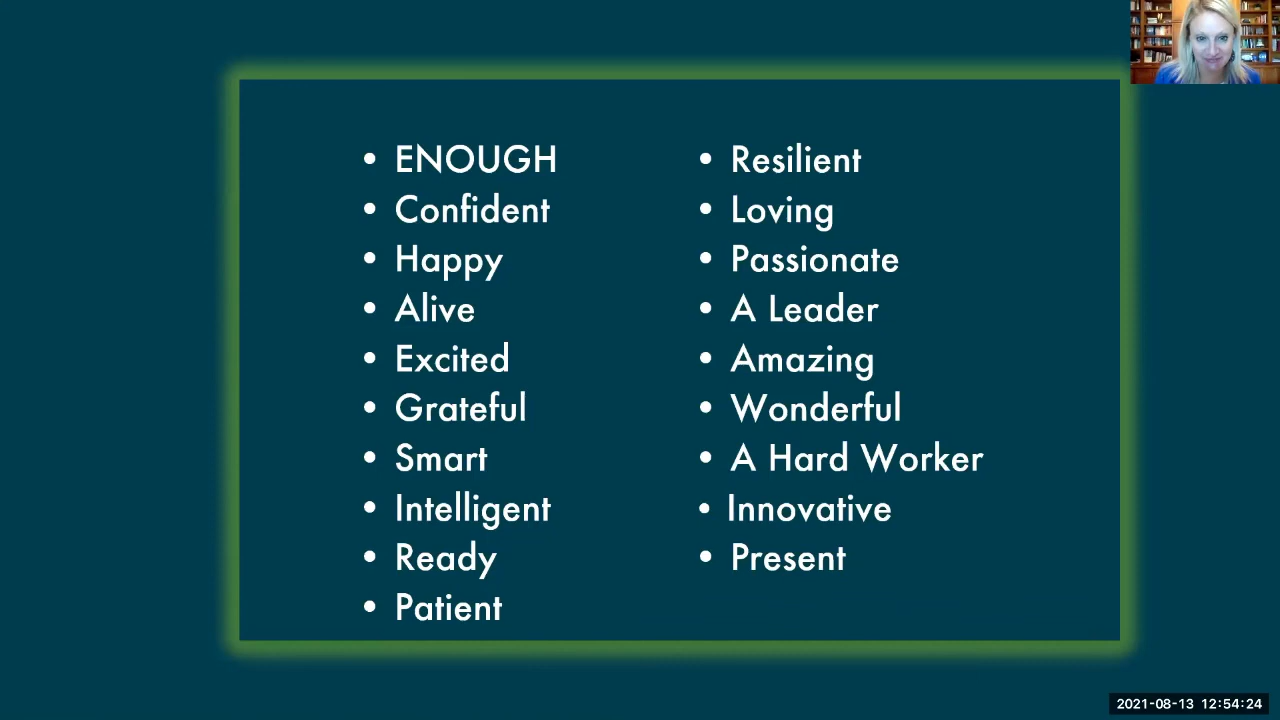 • ENOUGH
• Confident
• Happy
• Alive
• Excited
• Grateful
• Smart
• Intelligent
• Ready
• Patient
• Resilient
• Loving
• Passionate
• A Leader
• Amazing
• Wonderful
• A Hard Worker
• Innovative
• Present
2021-08-13 12:54:24